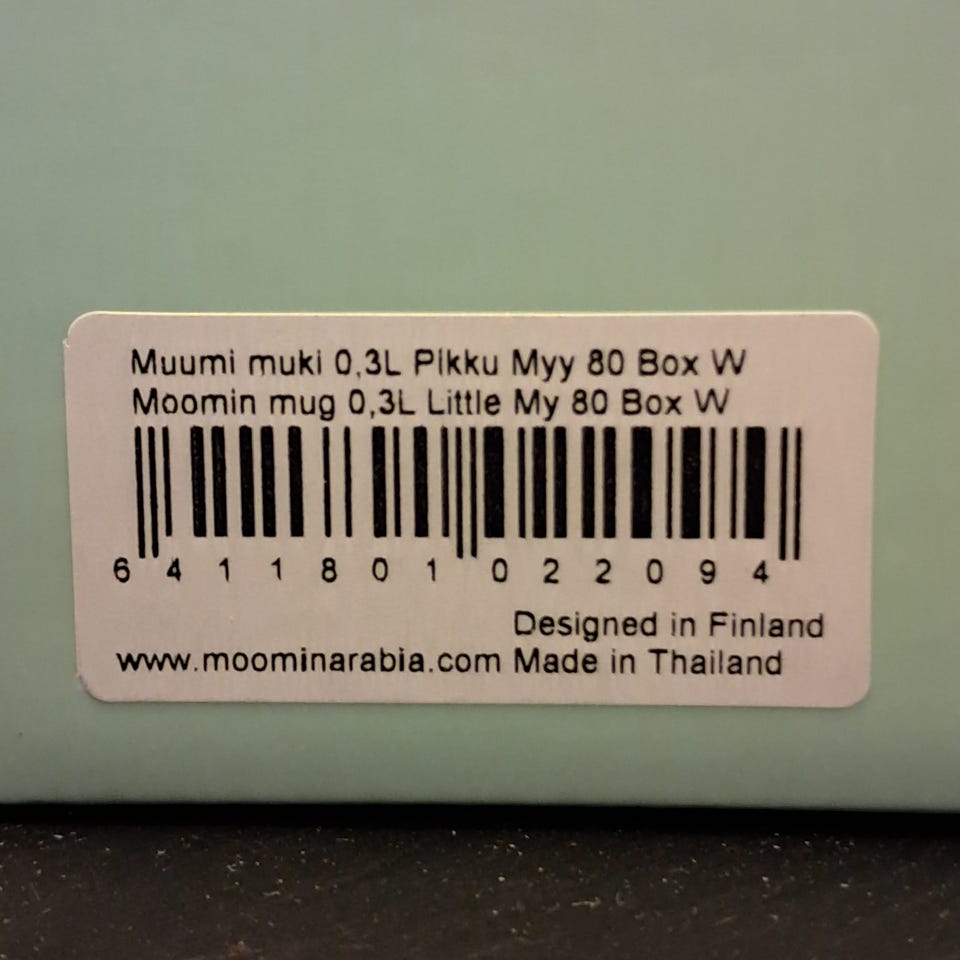 Muumi muki 0,3L Pikku Myy 80 Box W
Moomin mug 0,3L Little My 80 Box W
6 411801 022094
Designed in Finland
www.moominarabia.com Made in Thailand